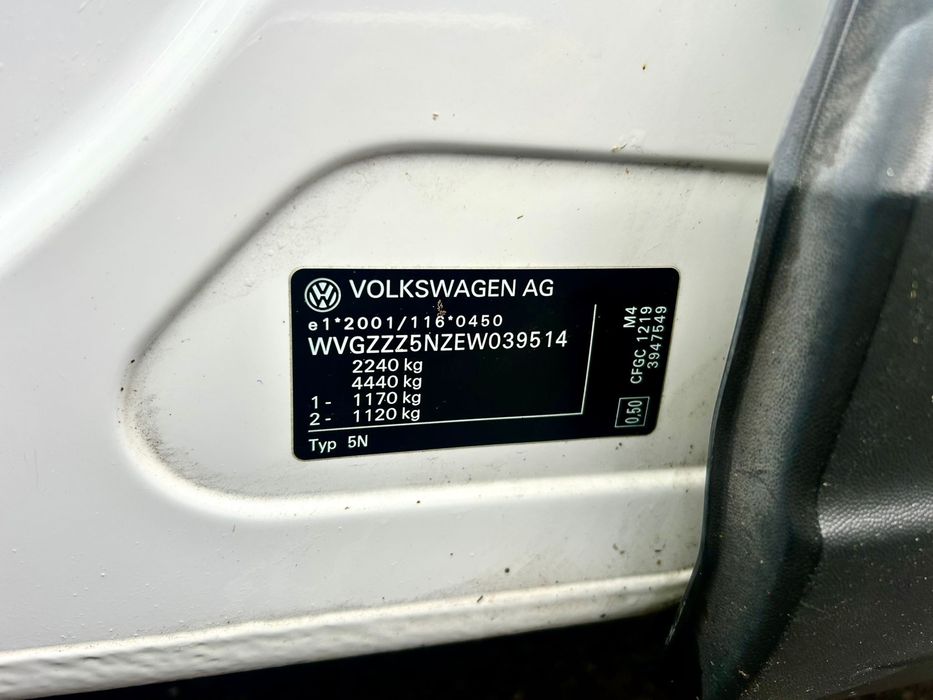 VOLKSWAGEN AG
e1*2001/116*0450
WVGZZZ5NZEW039514
2240 kg
4440 kg
1- 1170 kg
2- 1120 kg
Typ 5N
M4
CFGC 1219
3947549
0,50